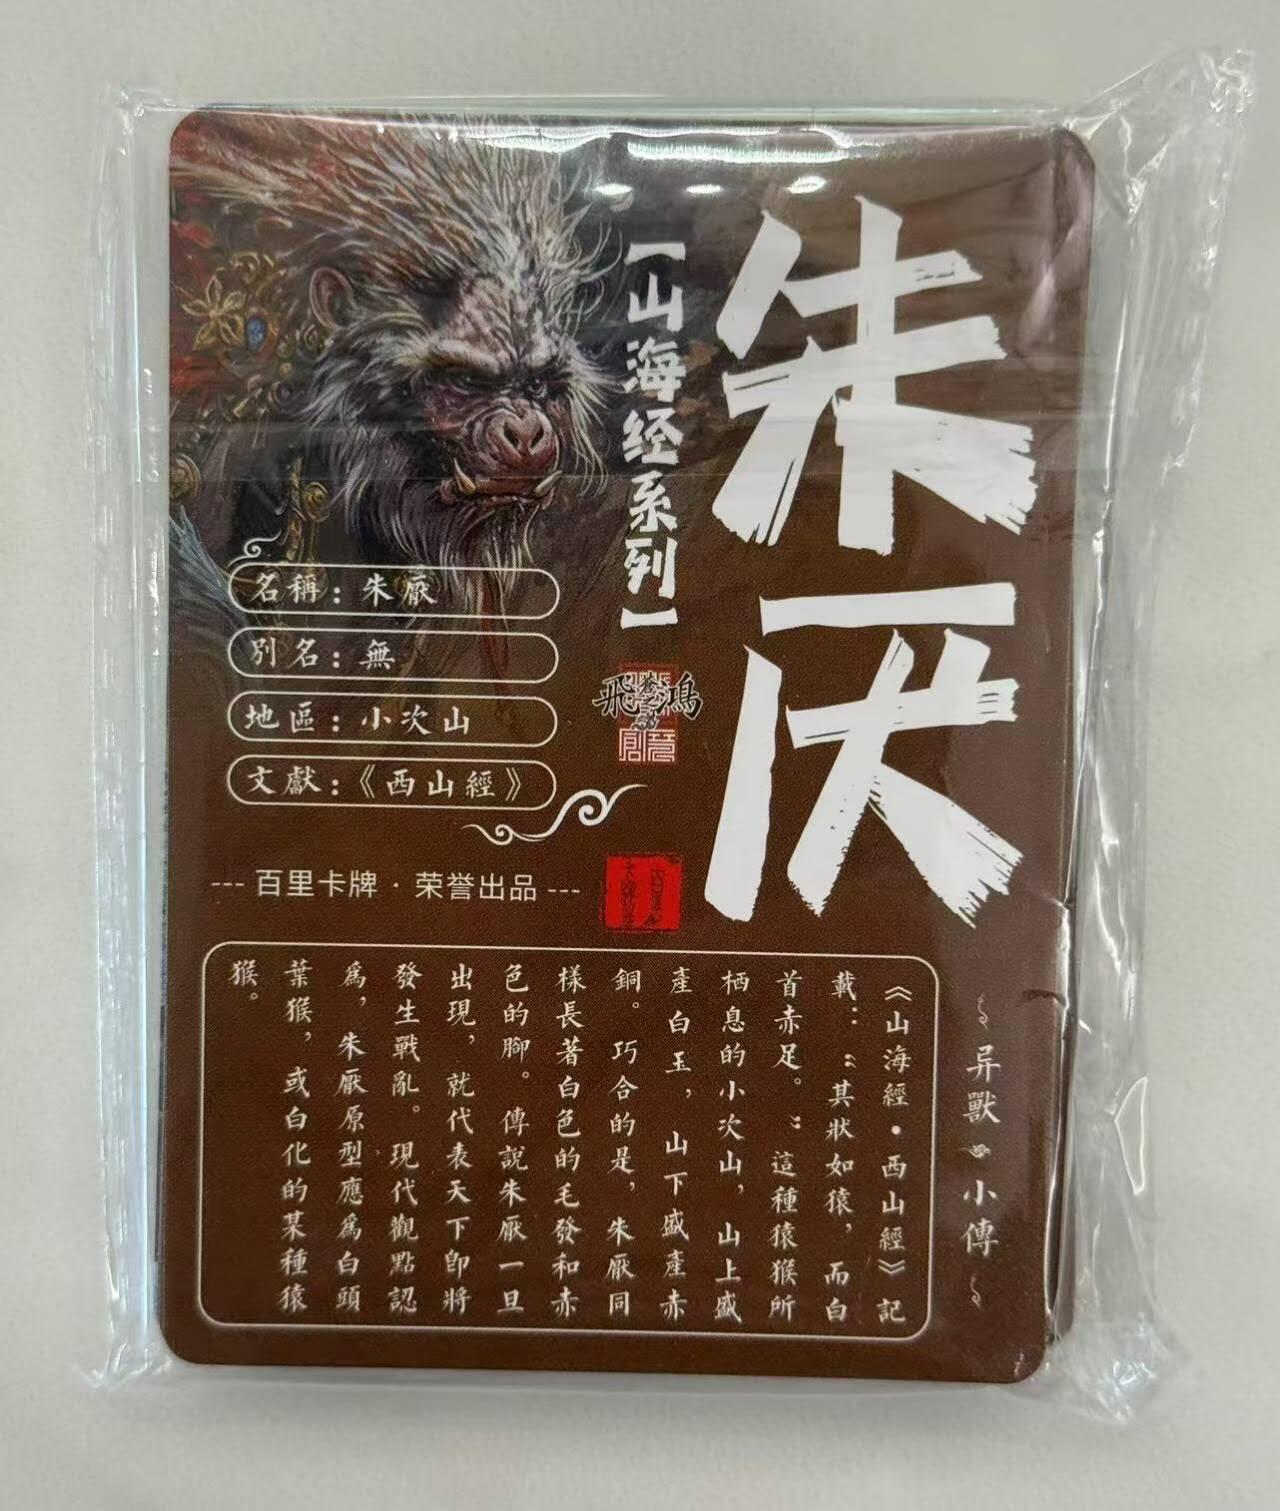 朱厌
【山海经系列】
飛鴻
名稱：朱厭
別名：無
地區：小次山
文獻：《西山經》
--- 百里卡牌 · 荣誉出品 ---
异獸小傳
《山海經·西山經》記
載：“其狀如猿，而白
首赤足。”這種猿猴所
栖息的小次山，山上盛
產白玉，山下盛產赤
銅。巧合的是，朱厭同
樣長著白色的毛發和赤
色的腳。傳說朱厭一旦
出現，就代表天下即將
發生戰亂。現代觀點認
爲，朱厭原型應爲白頭
葉猴，或白化的某種猿
猴。